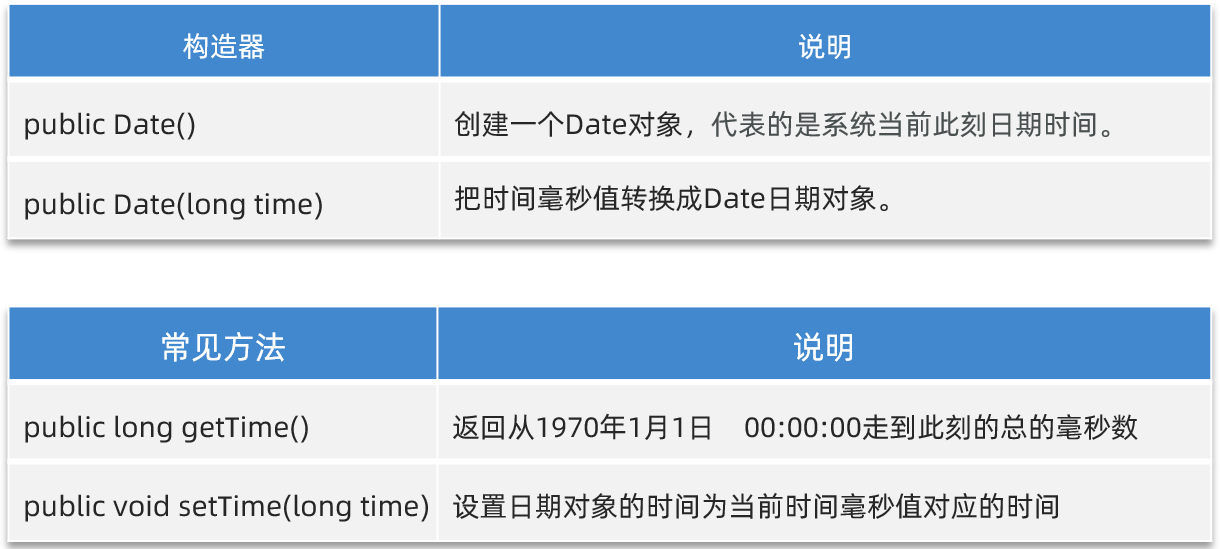 构造器 说明
public Date() 创建一个Date对象，代表的是系统当前此刻日期时间。
public Date(long time) 把时间毫秒值转换成Date日期对象。
常见方法 说明
public long getTime() 返回从1970年1月1日 00:00:00走到此刻的总的毫秒数
public void setTime(long time) 设置日期对象的时间为当前时间毫秒值对应的时间